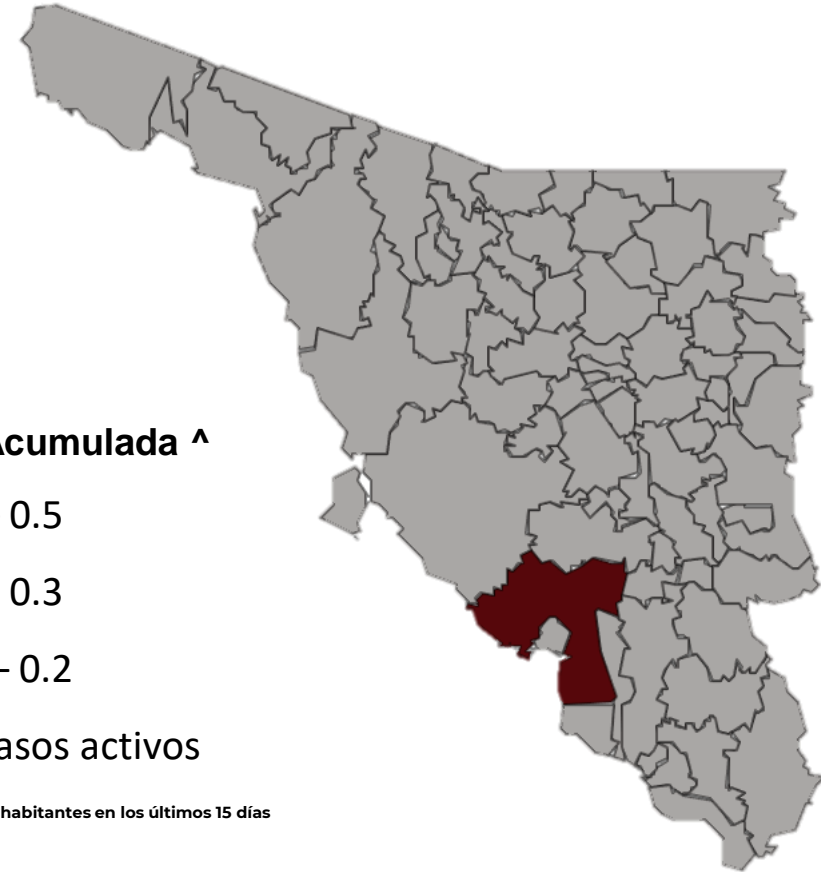 Acumulada ^
0.5
0.3
- 0.2
asos activos
habitantes en los últimos 15 días